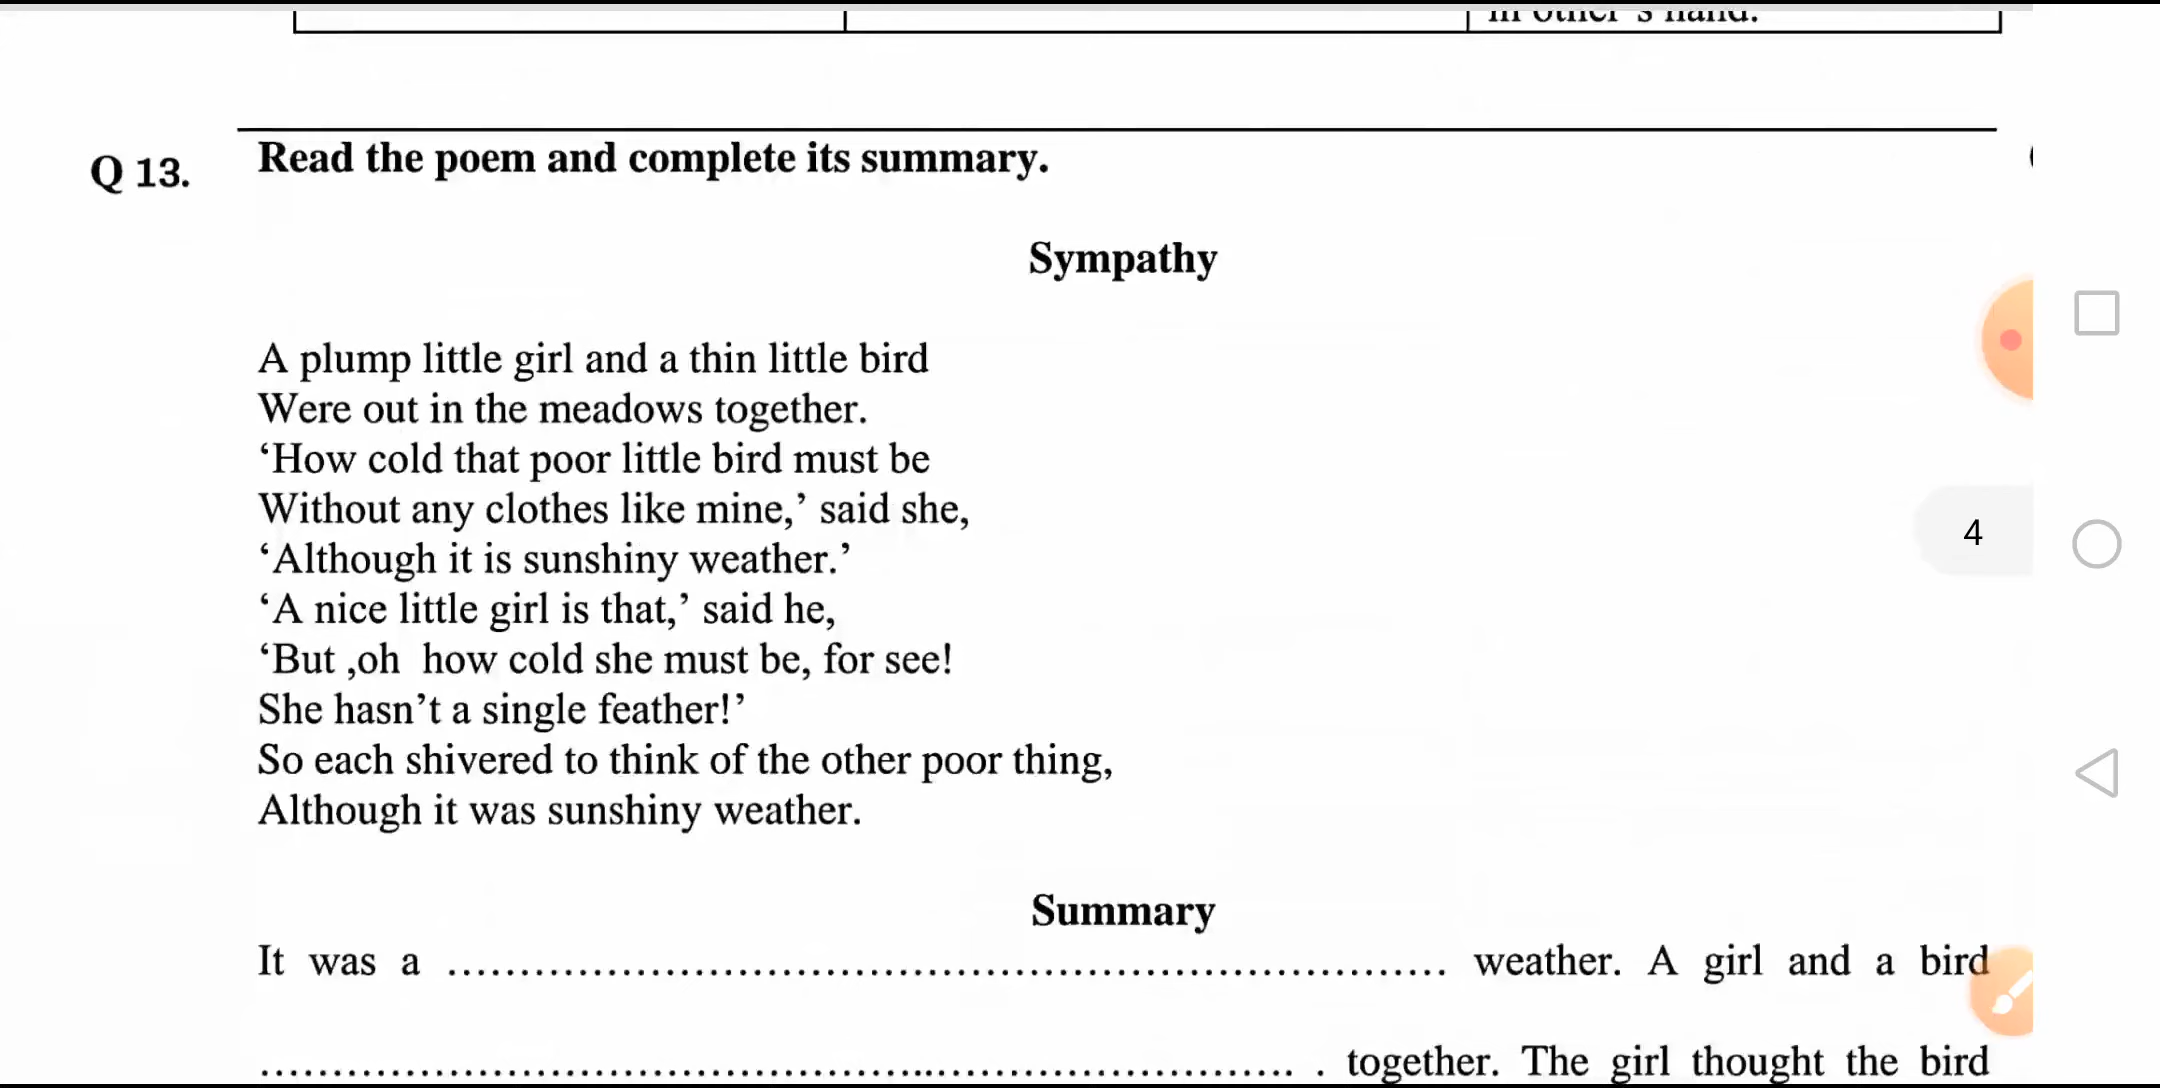 in other's hand.
Q 13. Read the poem and complete its summary.
Sympathy
A plump little girl and a thin little bird
Were out in the meadows together.
‘How cold that poor little bird must be
Without any clothes like mine,’ said she,
‘Although it is sunshiny weather.’
‘A nice little girl is that,’ said he,
‘But ,oh how cold she must be, for see!
She hasn’t a single feather!’
So each shivered to think of the other poor thing,
Although it was sunshiny weather.
4
Summary
It was a ........................................................................ weather. A girl and a bird
........................................................................ . together. The girl thought the bird